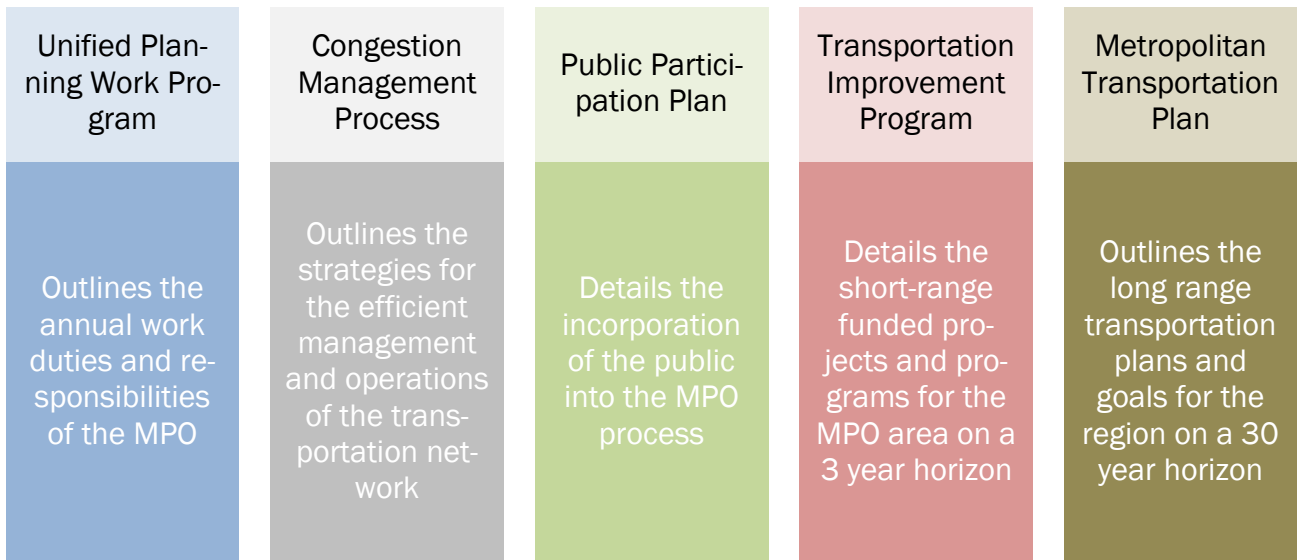 Unified Plan-
ning Work Pro-
gram
Outlines the
annual work
duties and re-
sponsibilities
of the MPO
Congestion
Management
Process
Outlines the
strategies for
the efficient
management
and operations
of the trans-
portation net-
work
Public Partici-
pation Plan
Details the
incorporation
of the public
into the MPO
process
Transportation
Improvement
Program
Details the
short-range
funded pro-
jects and pro-
grams for the
MPO area on a
3 year horizon
Metropolitan
Transportation
Plan
Outlines the
long range
transportation
plans and
goals for the
region on a 30
year horizon